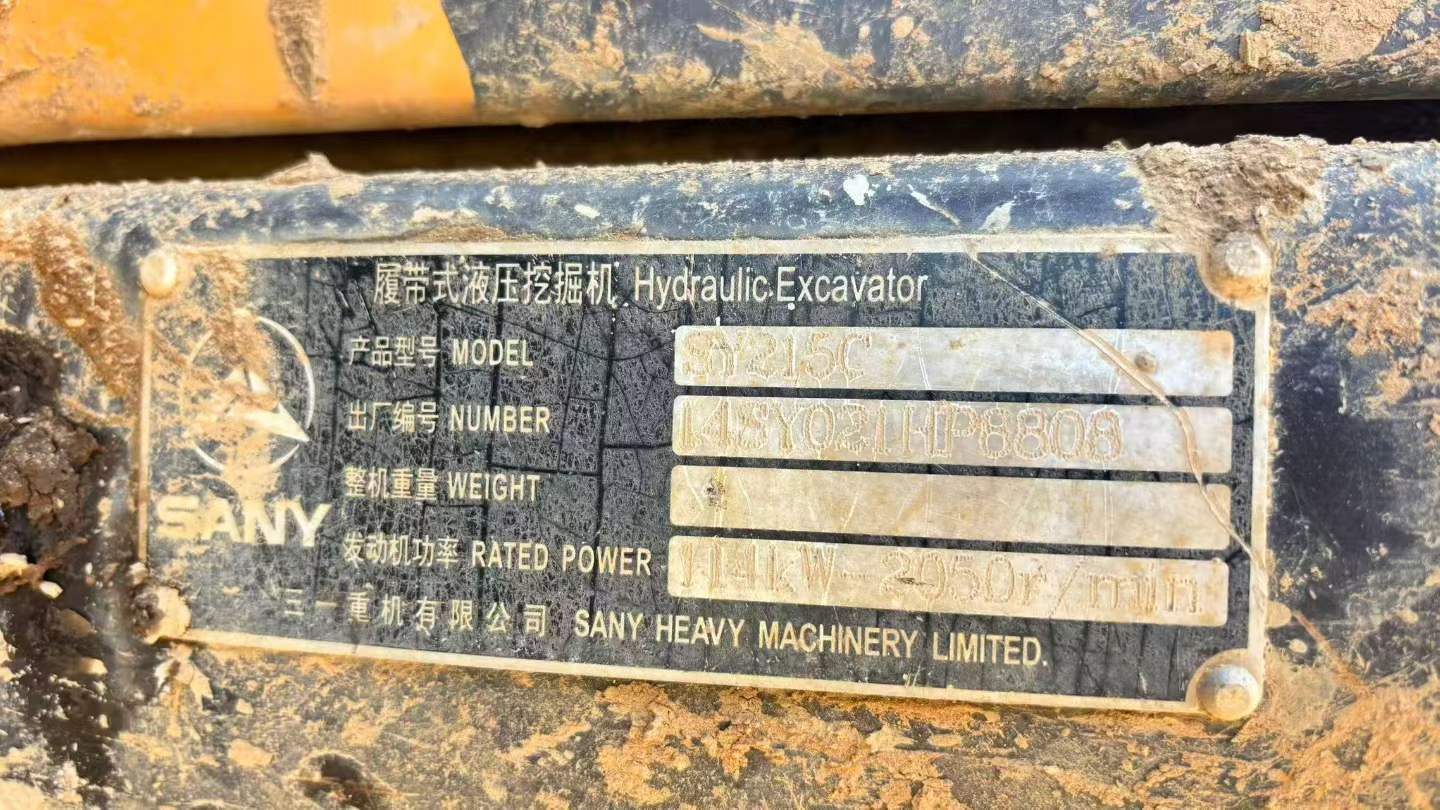 履带式液压挖掘机 Hydraulic Excavator
产品型号 MODEL SY215C
出厂编号 NUMBER 14SY021HP8808
整机重量 WEIGHT
发动机功率 RATED POWER 114kW-2050r/min
SANY
三一重机有限公司 SANY HEAVY MACHINERY LIMITED.